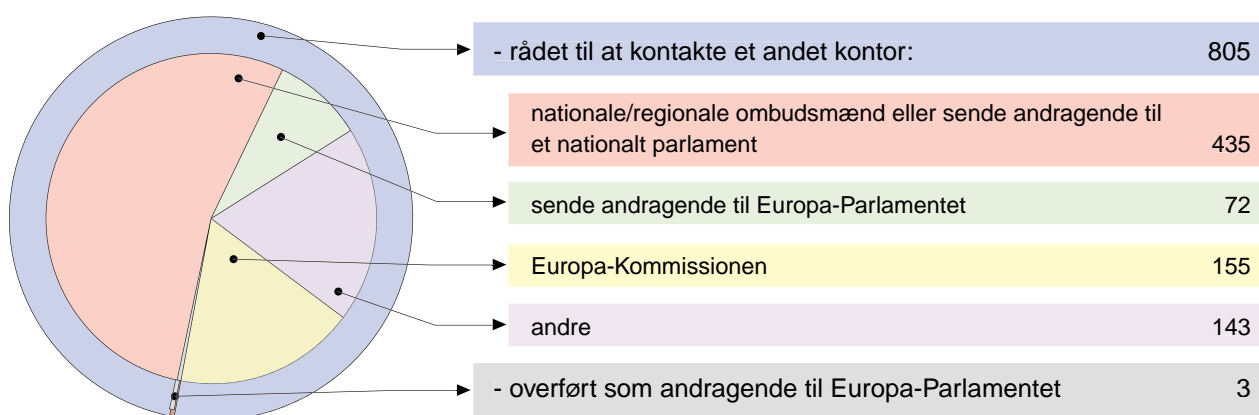 - rådet til at kontakte et andet kontor: 805
nationale/regionale ombudsmænd eller sende andragende til
et nationalt parlament 435
sende andragende til Europa-Parlamentet 72
Europa-Kommissionen 155
andre 143
- overført som andragende til Europa-Parlamentet 3